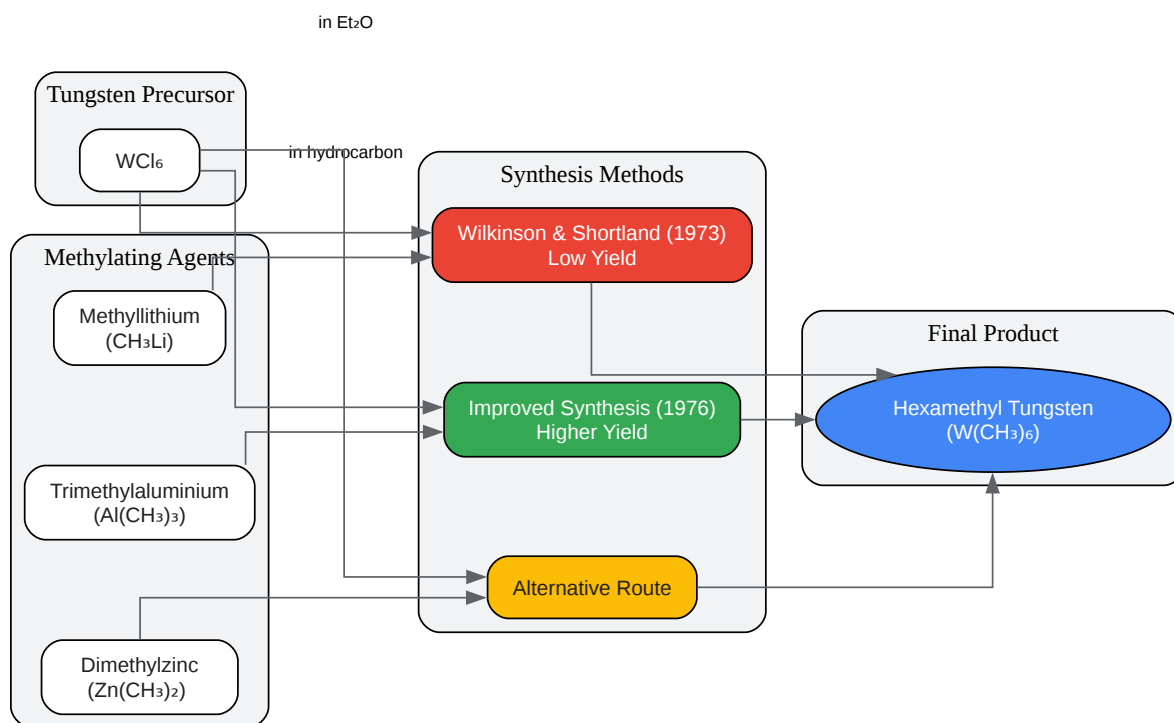 in Et₂O
Tungsten Precursor
WCl₆
in hydrocarbon
Synthesis Methods
Wilkinson & Shortland (1973)
Low Yield
Methylating Agents
Methyllithium
(CH₃Li)
Final Product
Improved Synthesis (1976)
Higher Yield
Hexamethyl Tungsten
(W(CH₃)₆)
Trimethylaluminium
(Al(CH₃)₃)
Alternative Route
Dimethylzinc
(Zn(CH₃)₂)